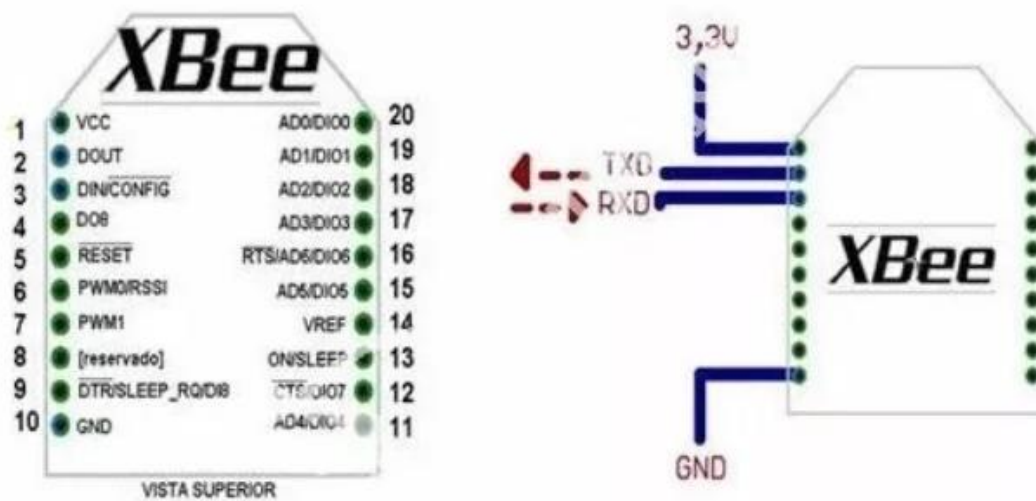 XBee
1 VCC AD0/DIO0 20
2 DOUT AD1/DIO1 19
3 DIN/CONFIG AD2/DIO2 18
4 DO8 AD3/DIO3 17
5 RESET RTS/AD6/DIO6 16
6 PWM0/RSSI AD5/DIO5 15
7 PWM1 VREF 14
8 [reservado] ON/SLEEP 13
9 DTR/SLEEP_RQ/DI8 CTS/DIO7 12
10 GND AD4/DIO4 11
VISTA SUPERIOR
3,3V
TXD
RXD
XBee
GND